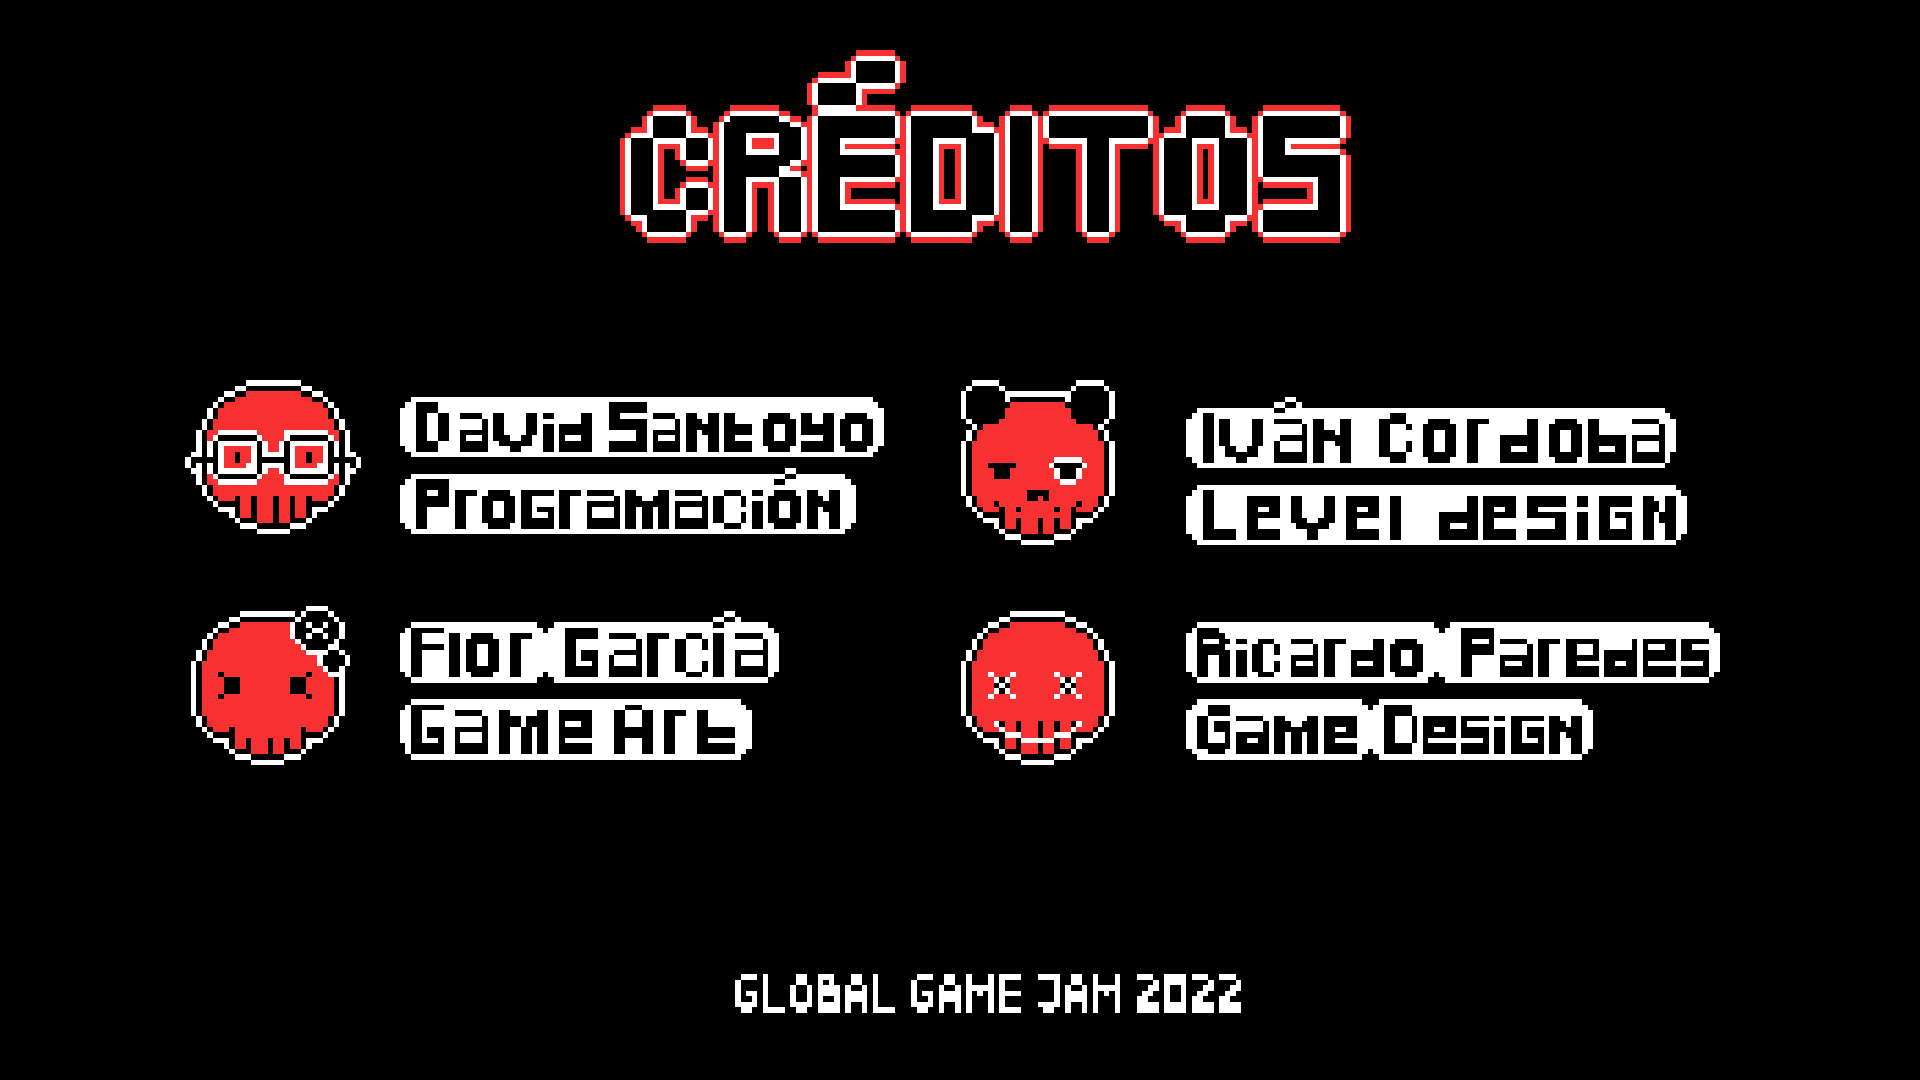 CRÉDITOS
David Santoyo
Programación
Iván Cordoba
Level design
Flor García
Game Art
Ricardo Paredes
Game Design
GLOBAL GAME JAM 2022